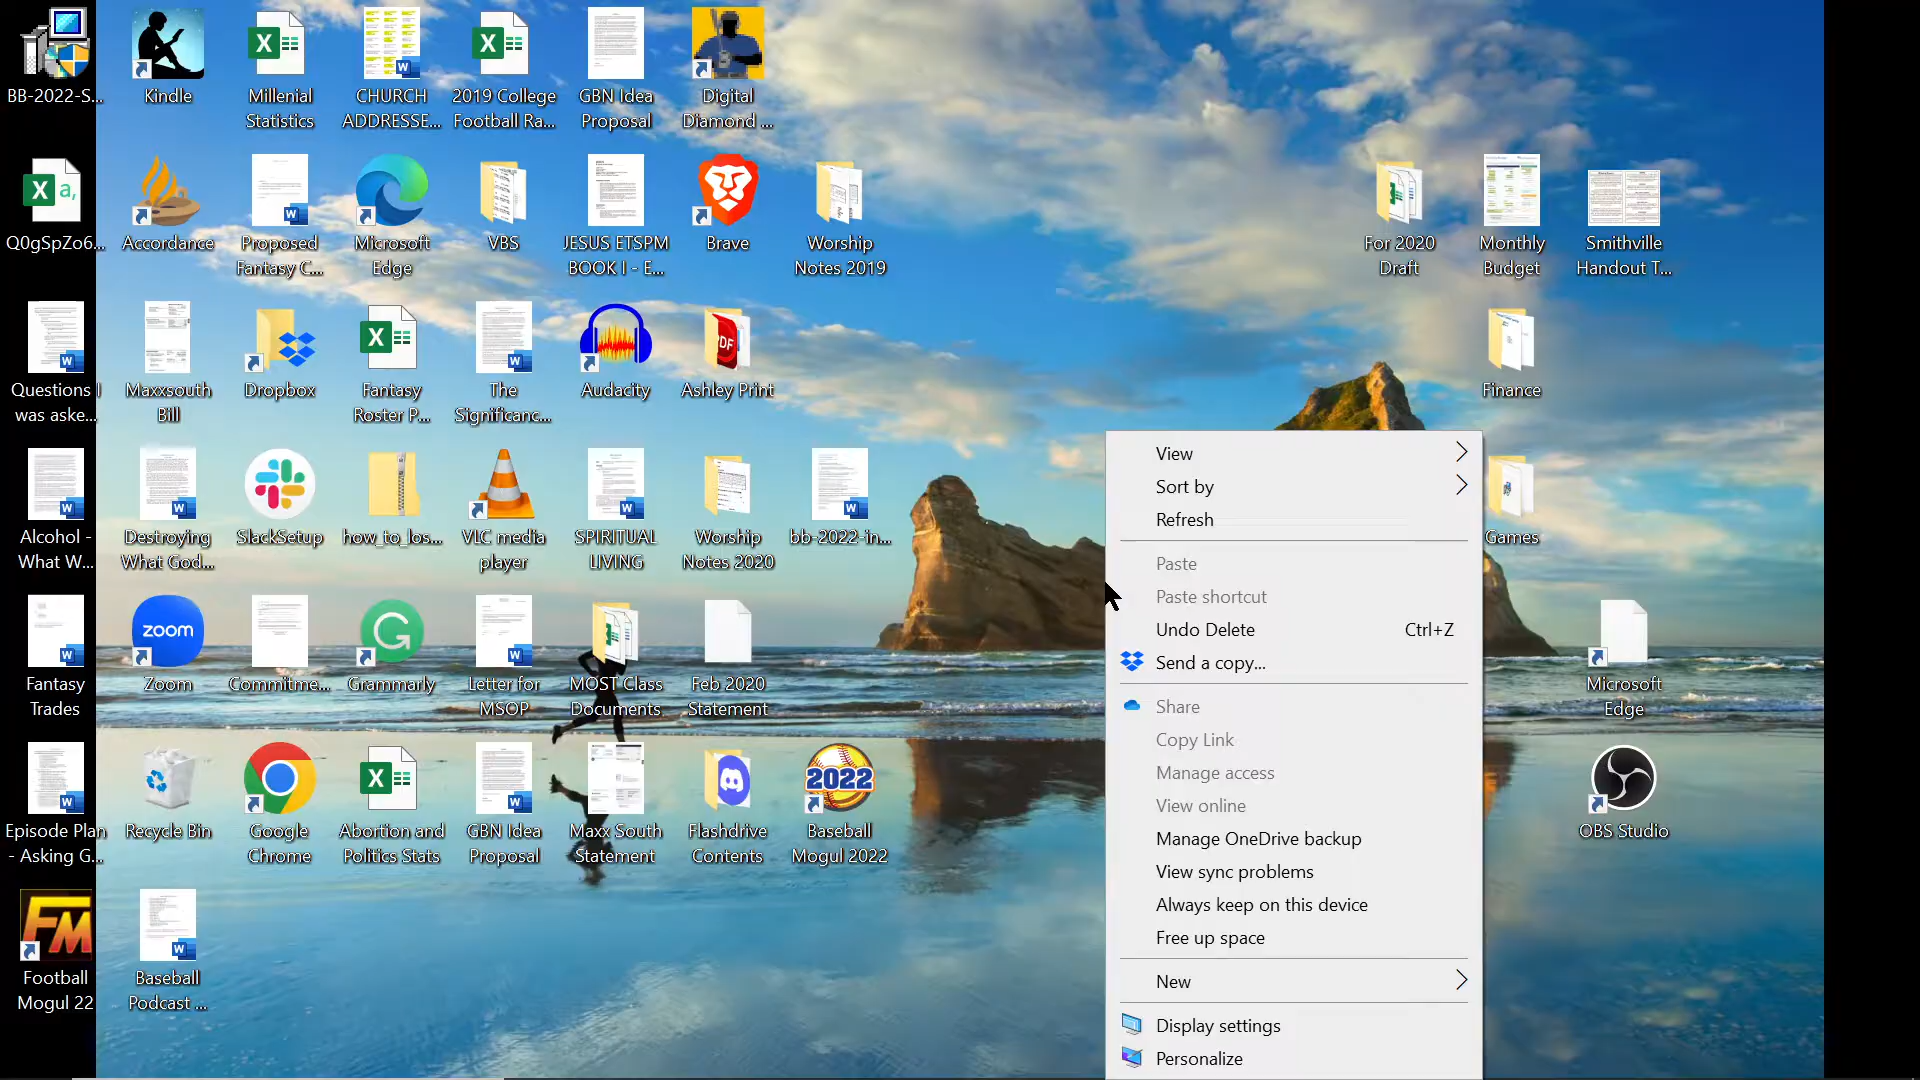 BB-2022-S...
Kindle
Millenial
Statistics
CHURCH
ADDRESSE...
2019 College
Football Ra...
GBN Idea
Proposal
Digital
Diamond ...
Q0gSpZo6...
Accordance
Proposed
Fantasy C...
Microsoft
Edge
VBS
JESUS ETSPM
BOOK I - E...
Brave
Worship
Notes 2019
For 2020
Draft
Monthly
Budget
Smithville
Handout T...
Questions I
was aske...
Maxxsouth
Bill
Dropbox
Fantasy
Roster P...
The
Significanc...
Audacity
PDF
Ashley Print
Finance
Alcohol -
What W...
Destroying
What God...
SlackSetup
how_to_los...
VLC media
player
SPIRITUAL
LIVING
Worship
Notes 2020
bb-2022-in...
Games
Fantasy
Trades
zoom
Zoom
Commitme...
Grammarly
Letter for
MSOP
MOST Class
Documents
Feb 2020
Statement
Microsoft
Edge
Episode Plan
- Asking G...
Recycle Bin
Google
Chrome
Abortion and
Politics Stats
GBN Idea
Proposal
Maxx South
Statement
Flashdrive
Contents
2022
Baseball
Mogul 2022
OBS Studio
FM
Football
Mogul 22
Baseball
Podcast ...
View
Sort by
Refresh
Paste
Paste shortcut
Undo Delete Ctrl+Z
Send a copy...
Share
Copy Link
Manage access
View online
Manage OneDrive backup
View sync problems
Always keep on this device
Free up space
New
Display settings
Personalize